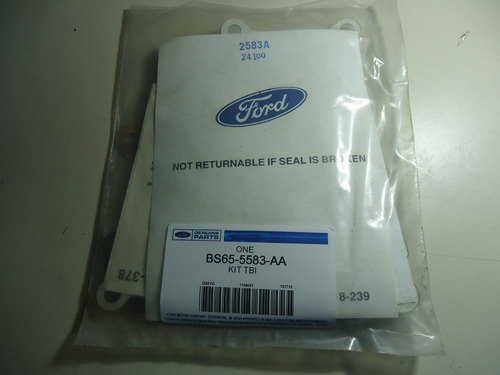 2583A
24100
Ford
NOT RETURNABLE IF SEAL IS BROKEN
Ford
GENUINE
PARTS
ONE
BS65-5583-AA
KIT TBI
-378
8-239